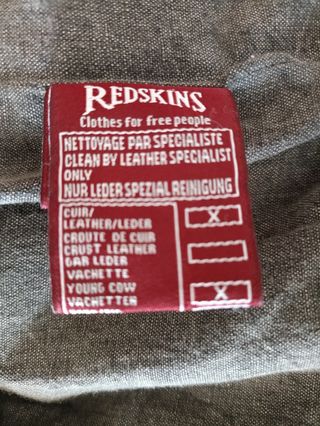 REDSKINS
Clothes for free people
NETTOYAGE PAR SPECIALISTE
CLEAN BY LEATHER SPECIALIST
ONLY
NUR LEDER SPEZIAL REINIGUNG
CUIR/
LEATHER/LEDER X
CROUTE DE CUIR
CRUST LEATHER
GAR LEDER
VACHETTE
YOUNG COW X
VACHETTEN